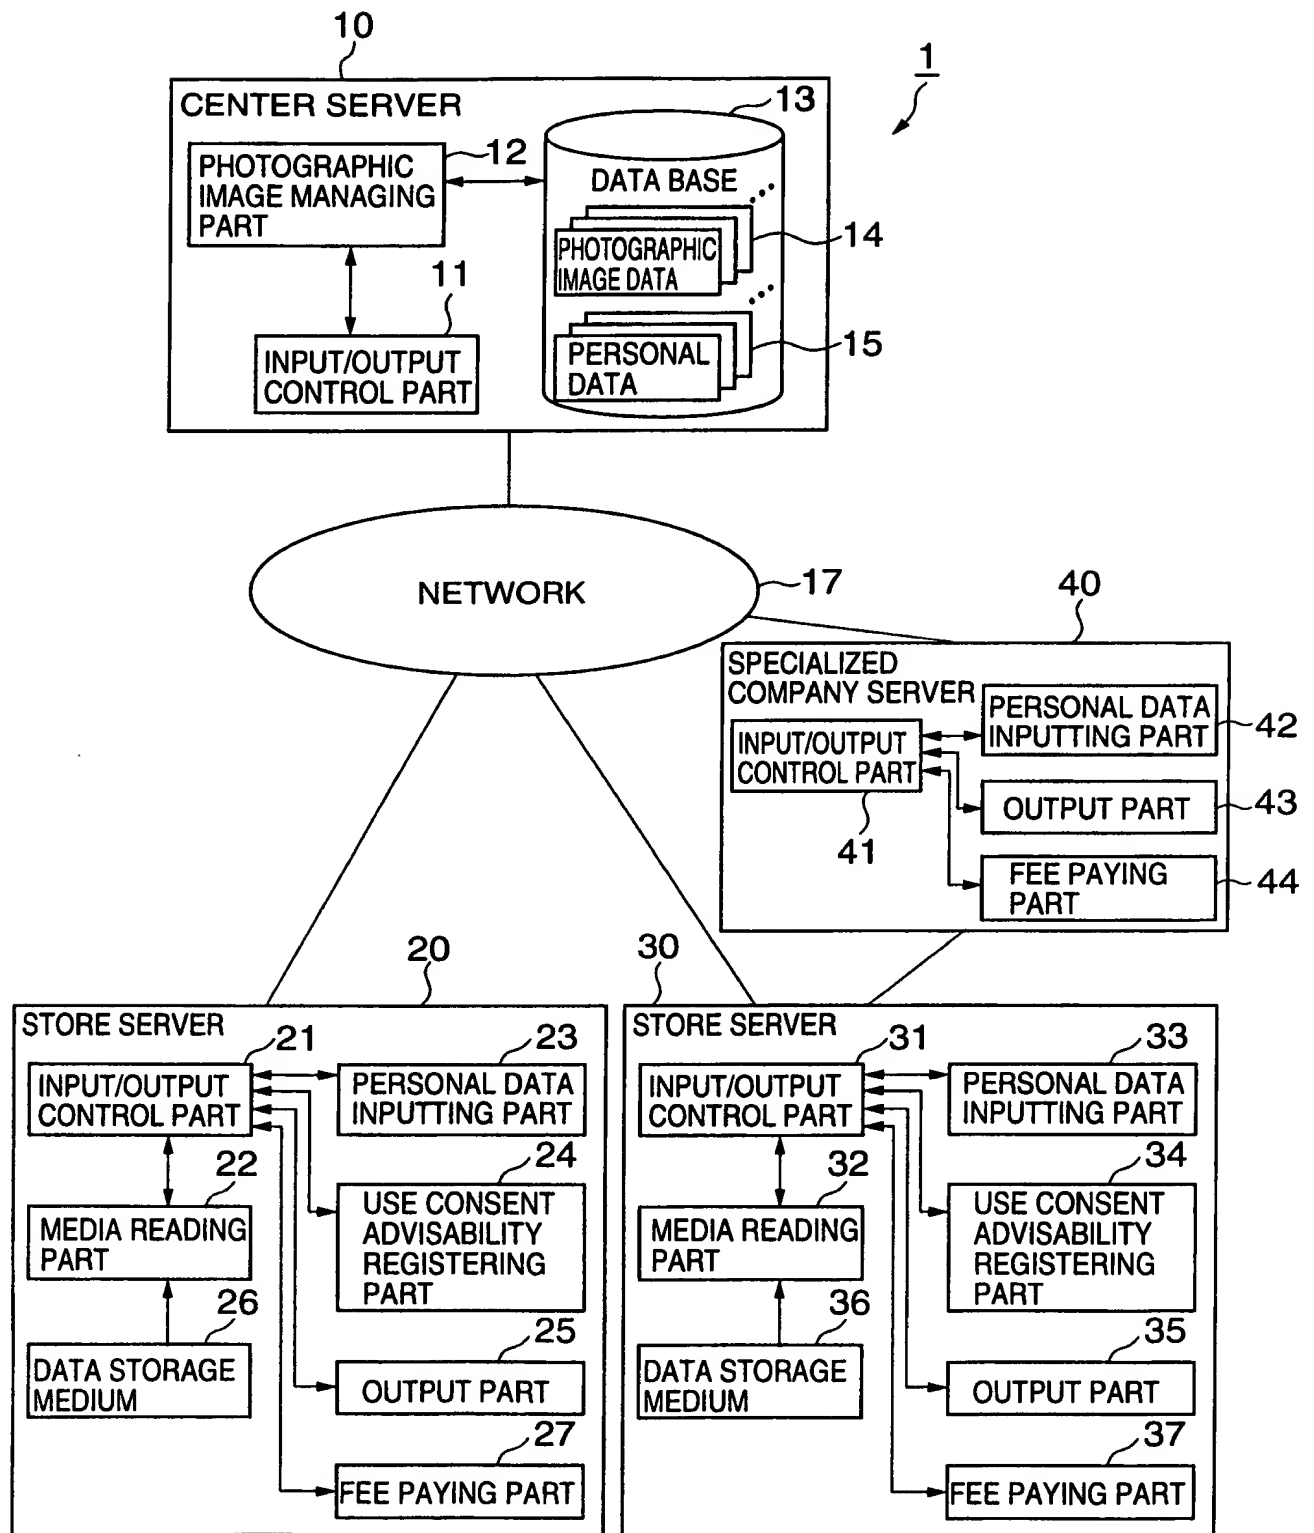 10
1
CENTER SERVER
13
PHOTOGRAPHIC
IMAGE MANAGING
PART
12
DATA BASE
PHOTOGRAPHIC
IMAGE DATA
14
11
INPUT/OUTPUT
CONTROL PART
PERSONAL
DATA
15
NETWORK
17
40
SPECIALIZED
COMPANY SERVER
PERSONAL DATA
INPUTTING PART
42
INPUT/OUTPUT
CONTROL PART
41
OUTPUT PART
43
FEE PAYING
PART
44
20
STORE SERVER
21
INPUT/OUTPUT
CONTROL PART
23
PERSONAL DATA
INPUTTING PART
22
MEDIA READING
PART
24
USE CONSENT
ADVISABILITY
REGISTERING
PART
26
DATA STORAGE
MEDIUM
25
OUTPUT PART
27
FEE PAYING PART
30
STORE SERVER
31
INPUT/OUTPUT
CONTROL PART
33
PERSONAL DATA
INPUTTING PART
32
MEDIA READING
PART
34
USE CONSENT
ADVISABILITY
REGISTERING
PART
36
DATA STORAGE
MEDIUM
35
OUTPUT PART
37
FEE PAYING PART